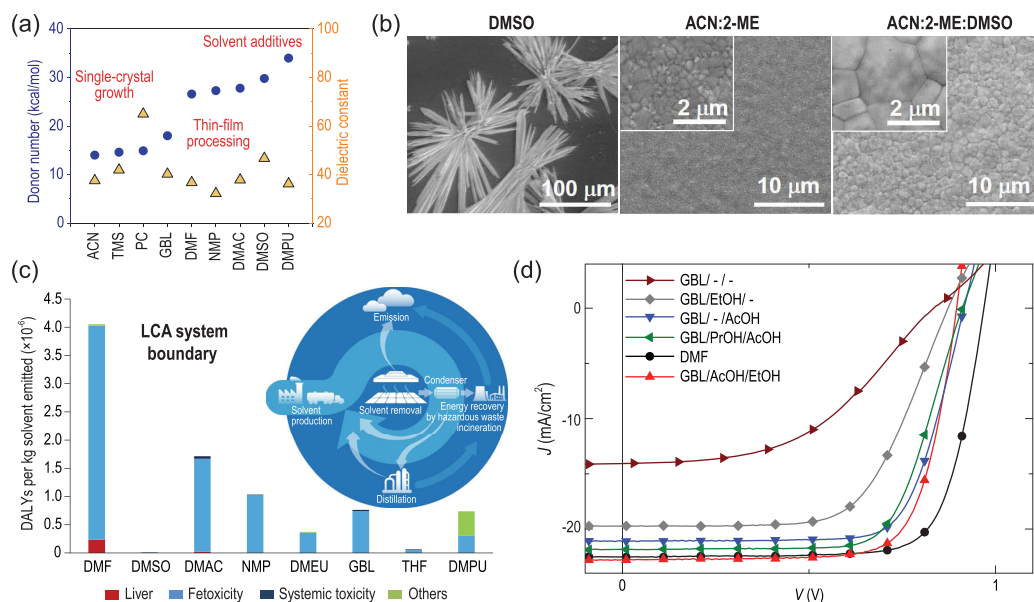 (a)
40
30
20
10
0
Donor number (kcal/mol)
100
80
60
40
20
Dielectric constant
Solvent additives
Single-crystal
growth
Thin-film
processing
ACN
TMS
PC
GBL
DMF
NMP
DMAC
DMSO
DMPU
(b)
DMSO
ACN:2-ME
ACN:2-ME:DMSO
100 μm
2 μm
10 μm
2 μm
10 μm
(c)
4.5
4.0
3.5
3.0
2.5
2.0
1.5
1.0
0.5
0
DALYs per kg solvent emitted (×10⁻⁶)
LCA system
boundary
Emission
Solvent
production
Solvent removal
Condenser
Energy recovery
by hazardous waste
incineration
Distillation
DMF
DMSO
DMAC
NMP
DMEU
GBL
THF
DMPU
Liver
Fetoxicity
Systemic toxicity
Others
(d)
GBL/ - / -
GBL/EtOH/ -
GBL/ - /AcOH
GBL/PrOH/AcOH
DMF
GBL/AcOH/EtOH
J (mA/cm²)
0
-10
-20
0
1
V (V)